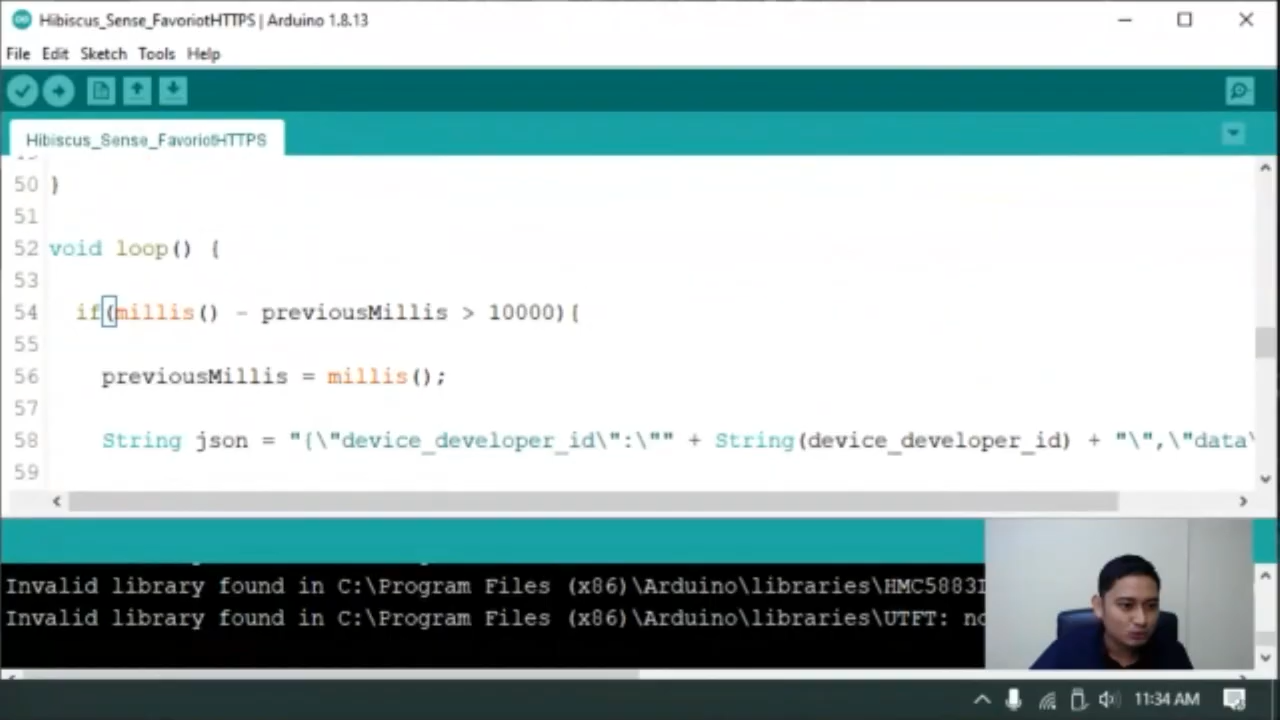 Hibiscus_Sense_FavoriotHTTPS | Arduino 1.8.13
File Edit Sketch Tools Help
Hibiscus_Sense_FavoriotHTTPS
50 }
51
52 void loop() {
53
54 if(millis() - previousMillis > 10000){
55
56 previousMillis = millis();
57
58 String json = "{\"device_developer_id\":\"" + String(device_developer_id) + "\",\"data\
59
Invalid library found in C:\Program Files (x86)\Arduino\libraries\HMC5883
Invalid library found in C:\Program Files (x86)\Arduino\libraries\UTFT: no
11:34 AM